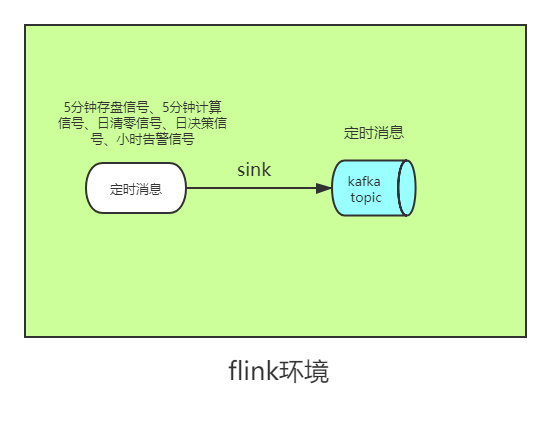 5分钟存盘信号、5分钟计算
信号、日清零信号、日决策信
号、小时告警信号
定时消息
sink
定时消息
kafka
topic
flink环境